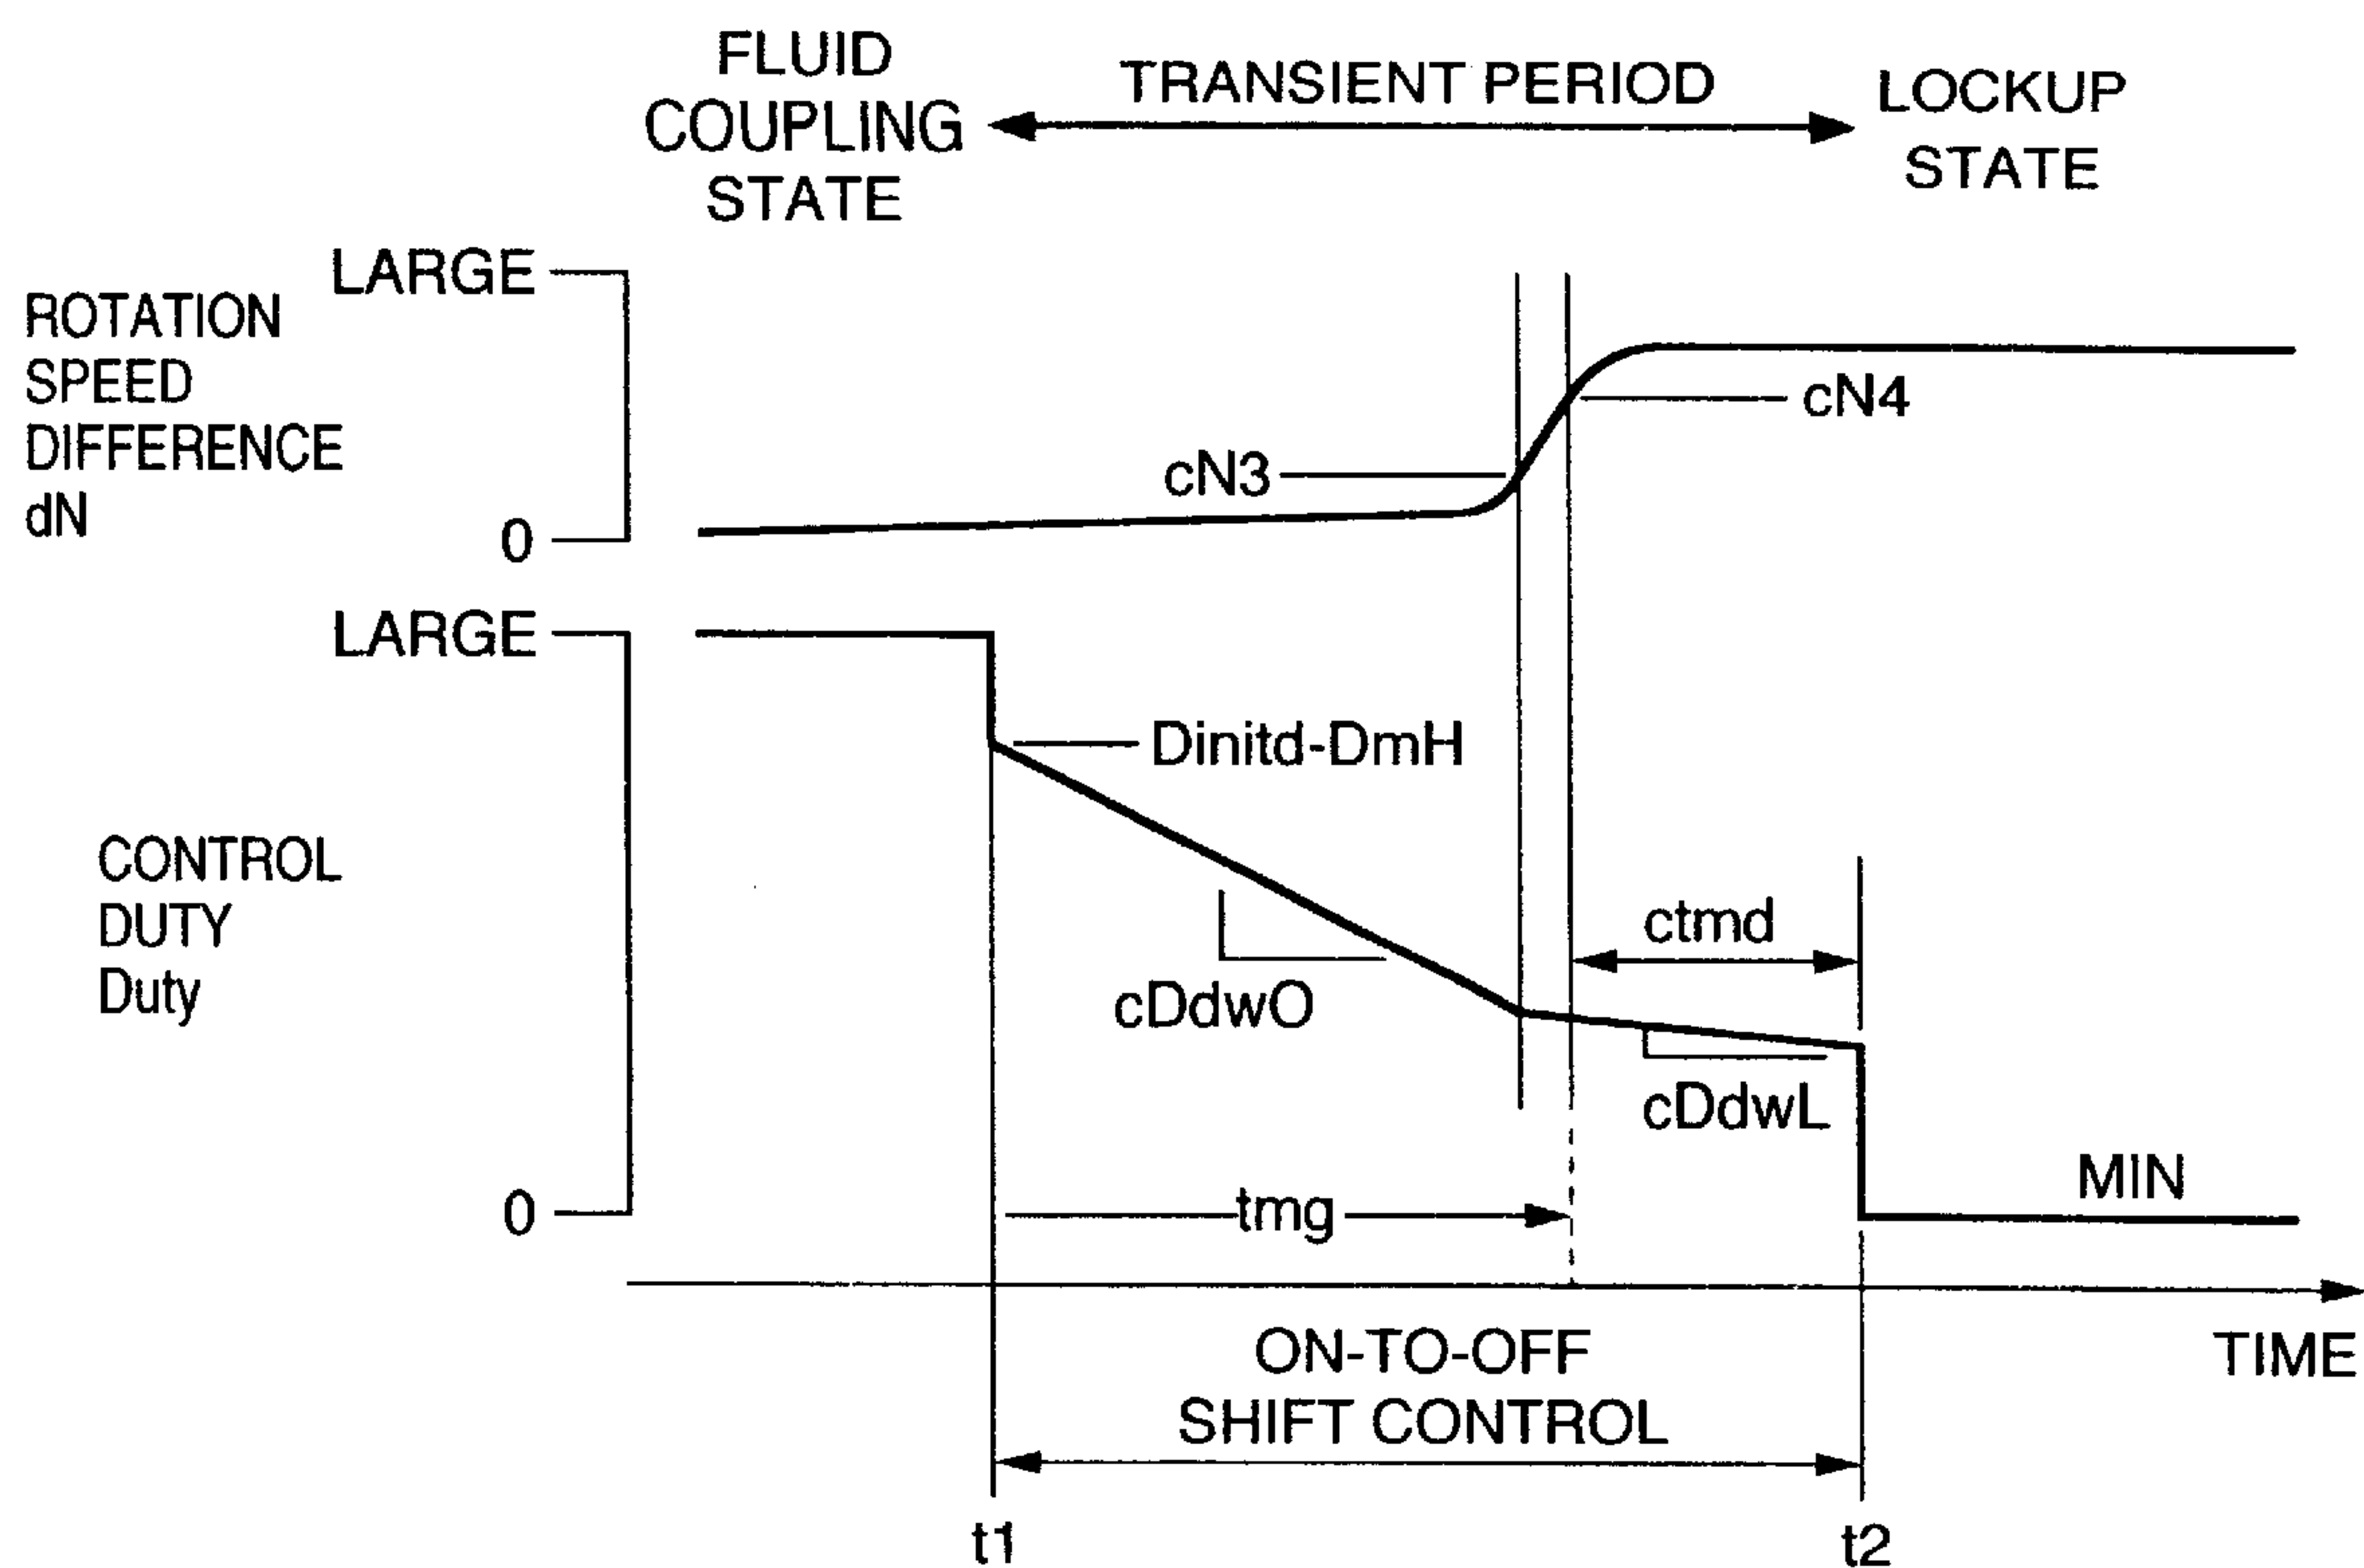 FLUID
COUPLING
STATE
TRANSIENT PERIOD
LOCKUP
STATE
LARGE
ROTATION
SPEED
DIFFERENCE
dN
0
cN4
cN3
LARGE
Dinitd-DmH
CONTROL
DUTY
Duty
ctmd
cDdwO
cDdwL
MIN
0
tmg
TIME
ON-TO-OFF
SHIFT CONTROL
t1
t2